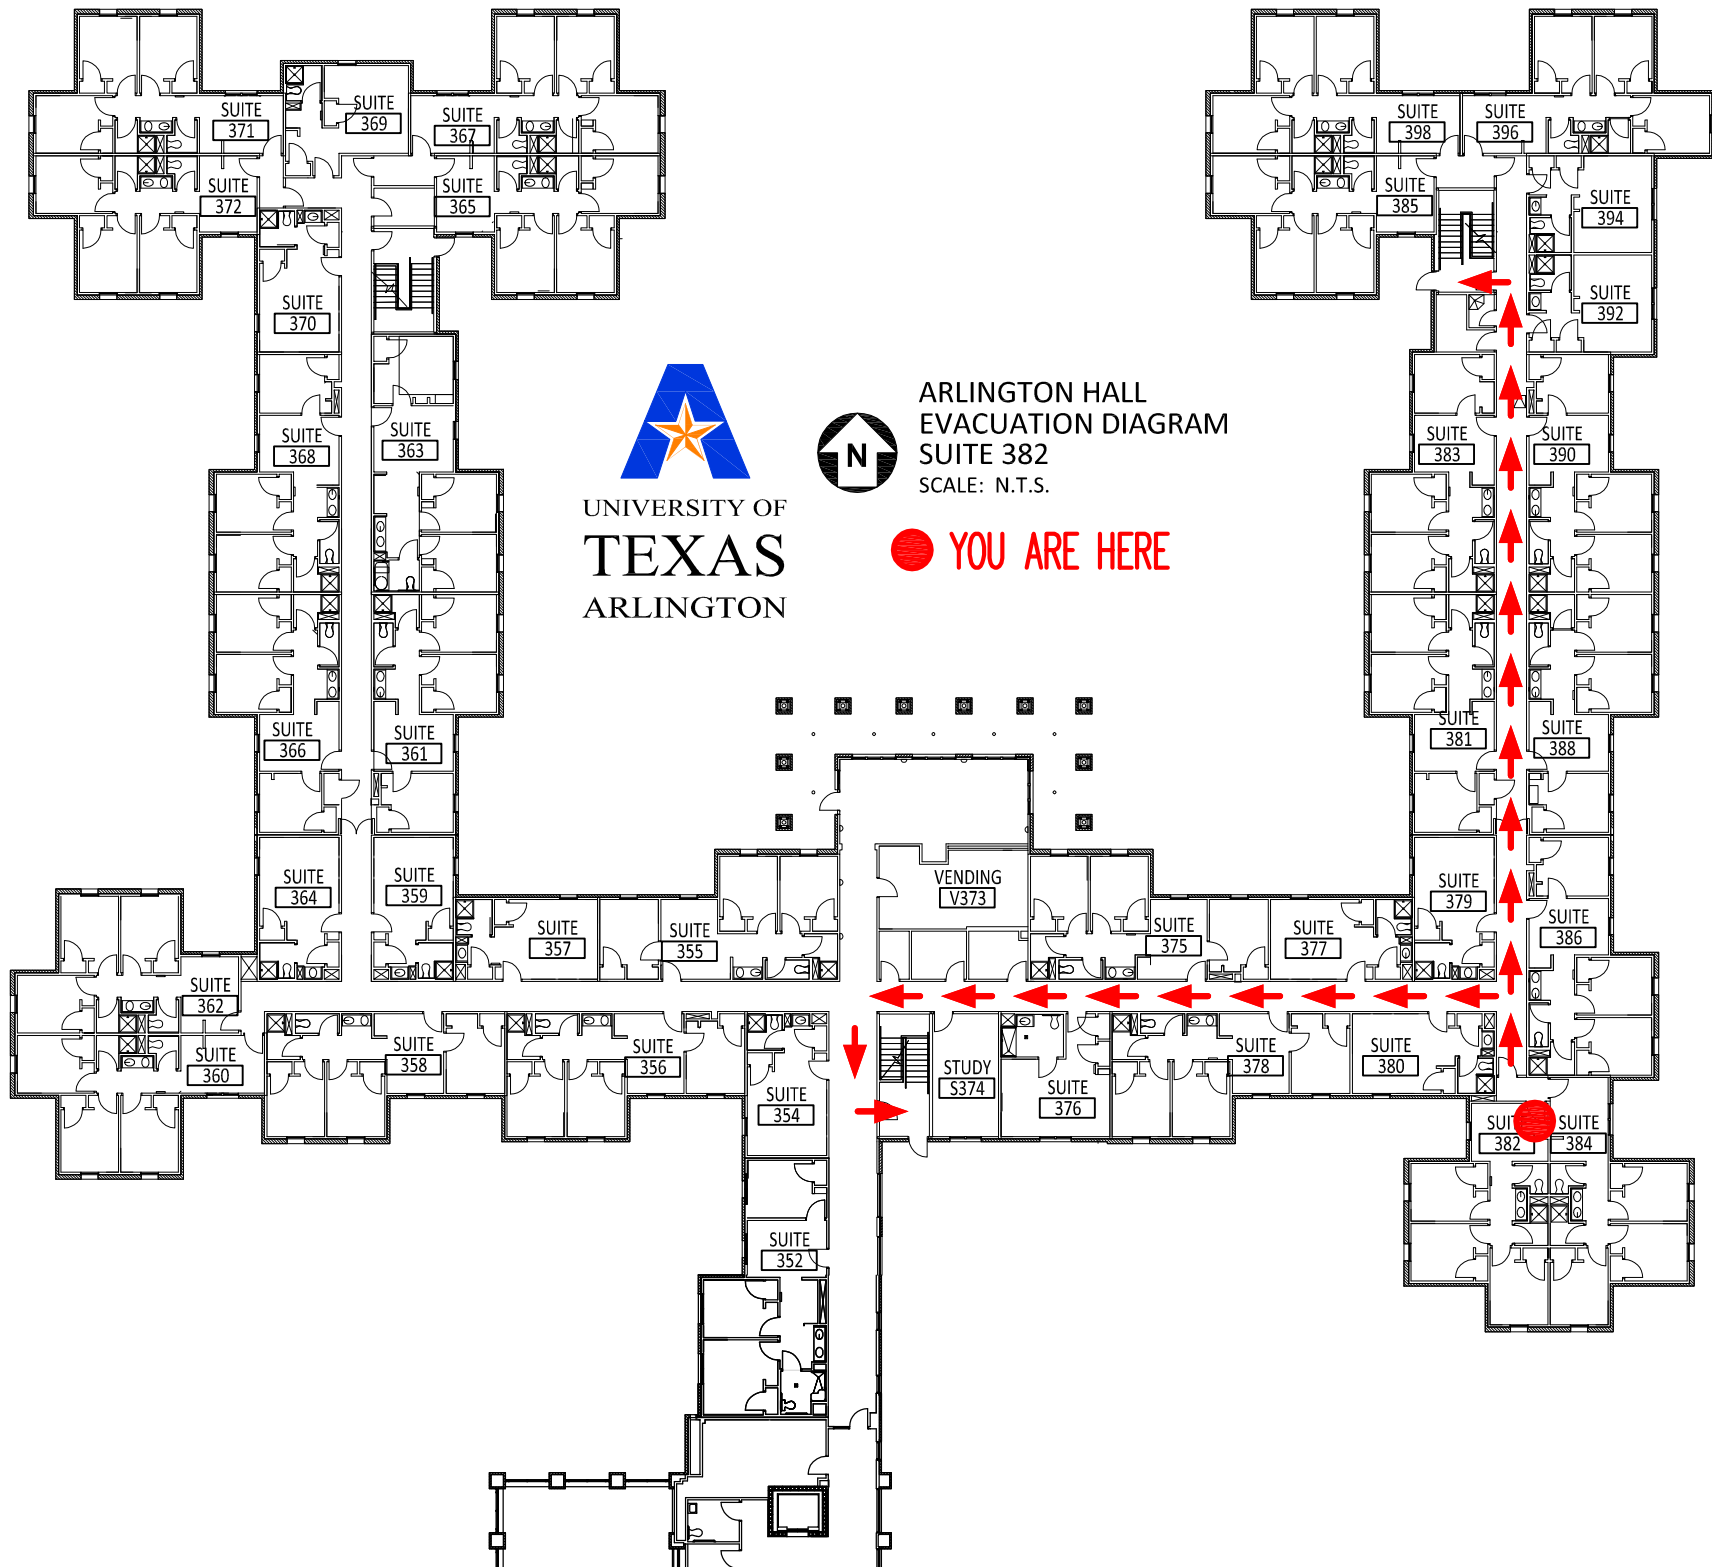 SUITE
371
SUITE
369
SUITE
367
SUITE
372
SUITE
365
SUITE
370
SUITE
368
SUITE
363
SUITE
366
SUITE
361
SUITE
364
SUITE
359
SUITE
357
SUITE
355
SUITE
362
SUITE
360
SUITE
358
SUITE
356
SUITE
354
SUITE
352
UNIVERSITY OF
TEXAS
ARLINGTON
N
ARLINGTON HALL
EVACUATION DIAGRAM
SUITE 382
SCALE: N.T.S.
YOU ARE HERE
VENDING
V373
STUDY
S374
SUITE
376
SUITE
375
SUITE
377
SUITE
378
SUITE
380
SUITE
398
SUITE
396
SUITE
385
SUITE
394
SUITE
392
SUITE
383
SUITE
390
SUITE
381
SUITE
388
SUITE
379
SUITE
386
SUITE
382
SUITE
384